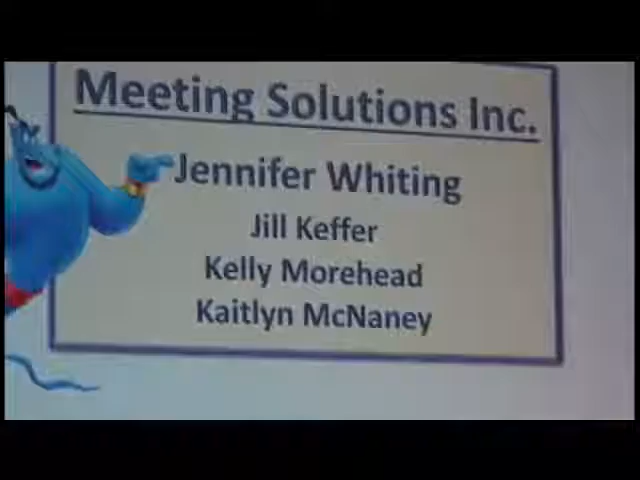 Meeting Solutions Inc.
Jennifer Whiting
Jill Keffer
Kelly Morehead
Kaitlyn McNaney